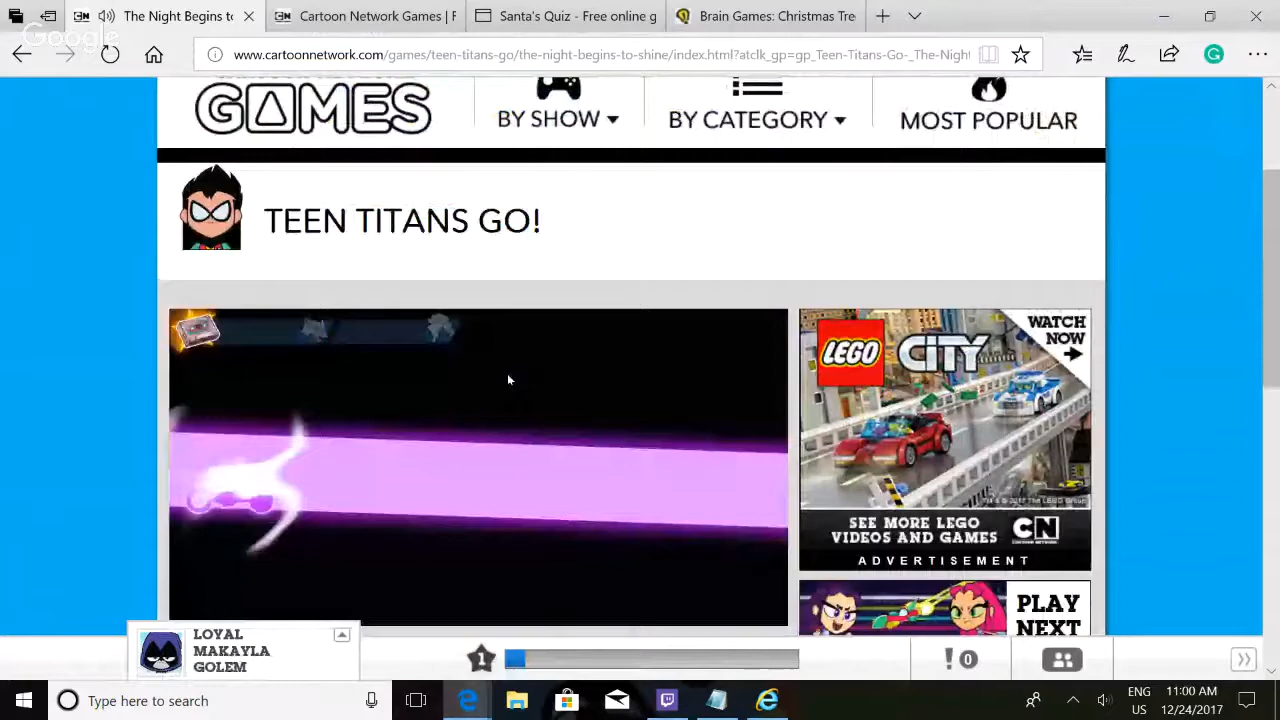 The Night Begins to
Cartoon Network Games | F
Santa's Quiz - Free online g
Brain Games: Christmas Tre
Google
www.cartoonnetwork.com/games/teen-titans-go/the-night-begins-to-shine/index.html?atclk_gp=gp_Teen-Titans-Go-_The-Night
GAMES
BY SHOW
BY CATEGORY
MOST POPULAR
TEEN TITANS GO!
WATCH
NOW
LEGO CITY
SEE MORE LEGO
VIDEOS AND GAMES
CN
ADVERTISEMENT
PLAY
NEXT
LOYAL
MAKAYLA
GOLEM
1
! 0
Type here to search
ENG
US
11:00 AM
12/24/2017